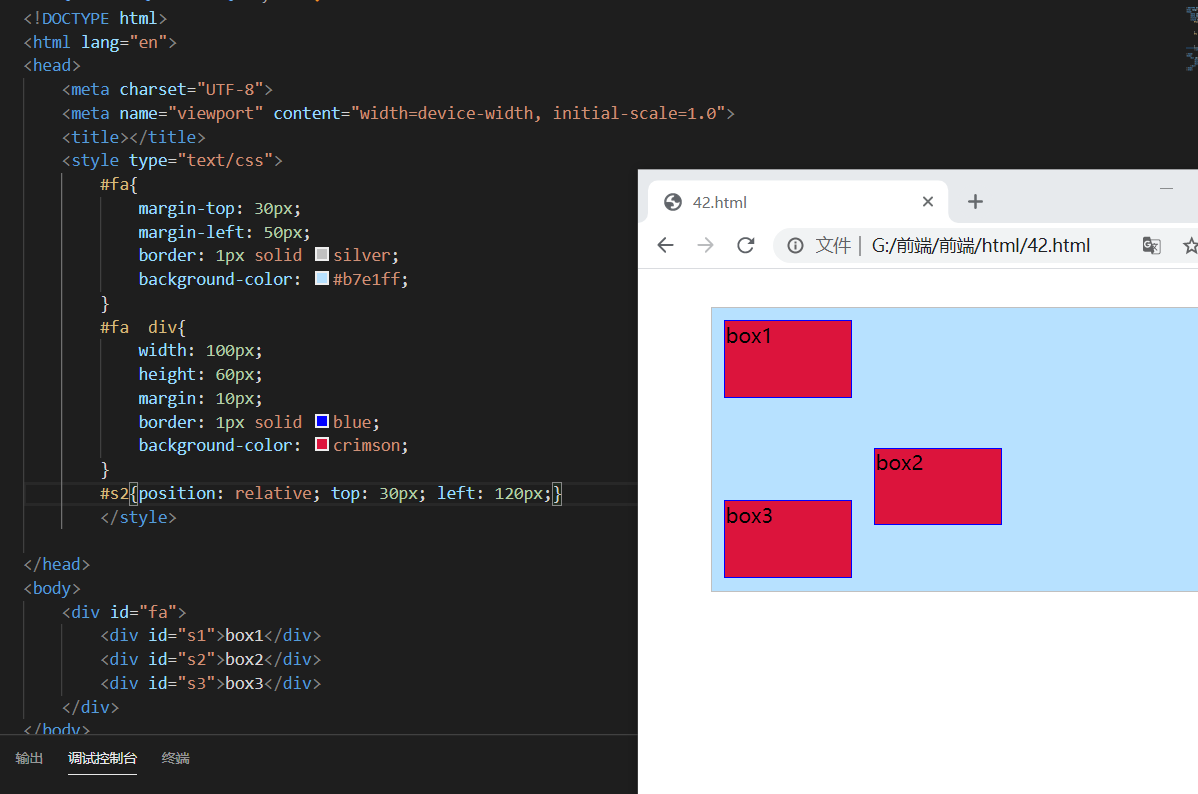 <!DOCTYPE html>
<html lang="en">
<head>
<meta charset="UTF-8">
<meta name="viewport" content="width=device-width, initial-scale=1.0">
<title></title>
<style type="text/css">
#fa{
margin-top: 30px;
margin-left: 50px;
border: 1px solid silver;
background-color: #b7e1ff;
}
#fa  div{
width: 100px;
height: 60px;
margin: 10px;
border: 1px solid blue;
background-color: crimson;
}
#s2{position: relative; top: 30px; left: 120px;}
</style>
</head>
<body>
<div id="fa">
<div id="s1">box1</div>
<div id="s2">box2</div>
<div id="s3">box3</div>
</div>
</body>
输出 调试控制台 终端
42.html
文件 | G:/前端/前端/html/42.html
box1
box2
box3